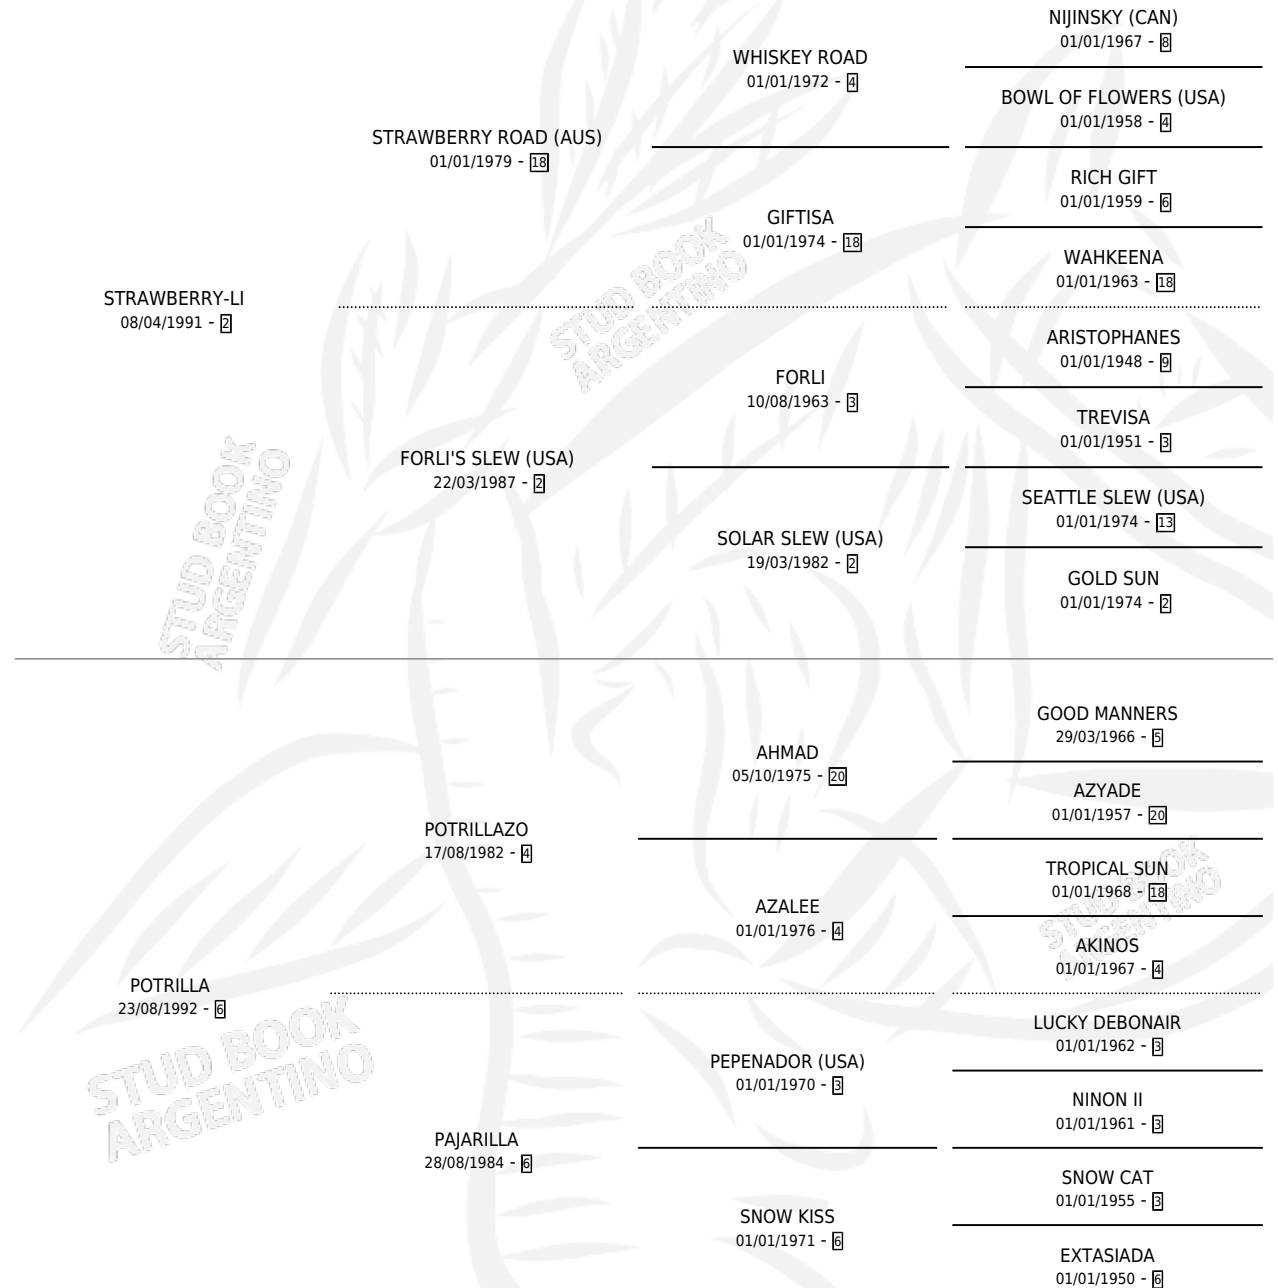 NIJINSKY (CAN)
01/01/1967 - 8
WHISKEY ROAD
01/01/1972 - 4
BOWL OF FLOWERS (USA)
01/01/1958 - 4
STRAWBERRY ROAD (AUS)
01/01/1979 - 18
RICH GIFT
01/01/1959 - 6
GIFTISA
01/01/1974 - 18
WAHKEENA
01/01/1963 - 18
STRAWBERRY-LI
08/04/1991 - 2
STUD BOOK
ARGENTINO
ARISTOPHANES
01/01/1948 - 9
FORLI
10/08/1963 - 3
TREVISA
01/01/1951 - 3
FORLI'S SLEW (USA)
22/03/1987 - 2
SEATTLE SLEW (USA)
01/01/1974 - 13
SOLAR SLEW (USA)
19/03/1982 - 2
GOLD SUN
01/01/1974 - 2
STUD BOOK
ARGENTINO
GOOD MANNERS
29/03/1966 - 5
AHMAD
05/10/1975 - 20
AZYADE
01/01/1957 - 20
POTRILLAZO
17/08/1982 - 4
TROPICAL SUN
01/01/1968 - 18
AZALEE
01/01/1976 - 4
STUD BOOK
ARGENTINO
AKINOS
01/01/1967 - 4
POTRILLA
23/08/1992 - 6
LUCKY DEBONAIR
01/01/1962 - 3
PEPENADOR (USA)
01/01/1970 - 3
STUD BOOK
ARGENTINO
NINON II
01/01/1961 - 3
PAJARILLA
28/08/1984 - 6
SNOW CAT
01/01/1955 - 3
SNOW KISS
01/01/1971 - 6
EXTASIADA
01/01/1950 - 6